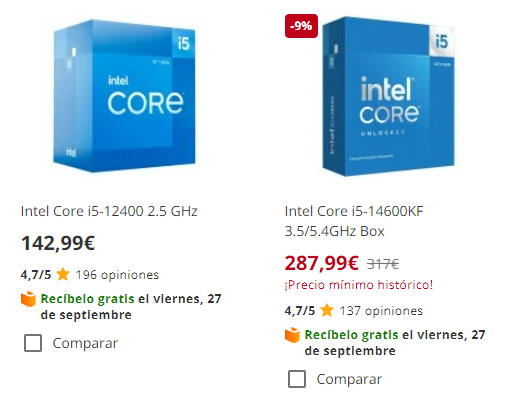 i5
intel
CORE
intel
Intel Core i5-12400 2.5 GHz
142,99€
4,7/5 196 opiniones
Recíbelo gratis el viernes, 27
de septiembre
Comparar
-9%
i5
intel
CORE
UNLOCKED
Intel Core i5-14600KF
3.5/5.4GHz Box
287,99€ 317€
¡Precio mínimo histórico!
4,7/5 137 opiniones
Recíbelo gratis el viernes, 27
de septiembre
Comparar